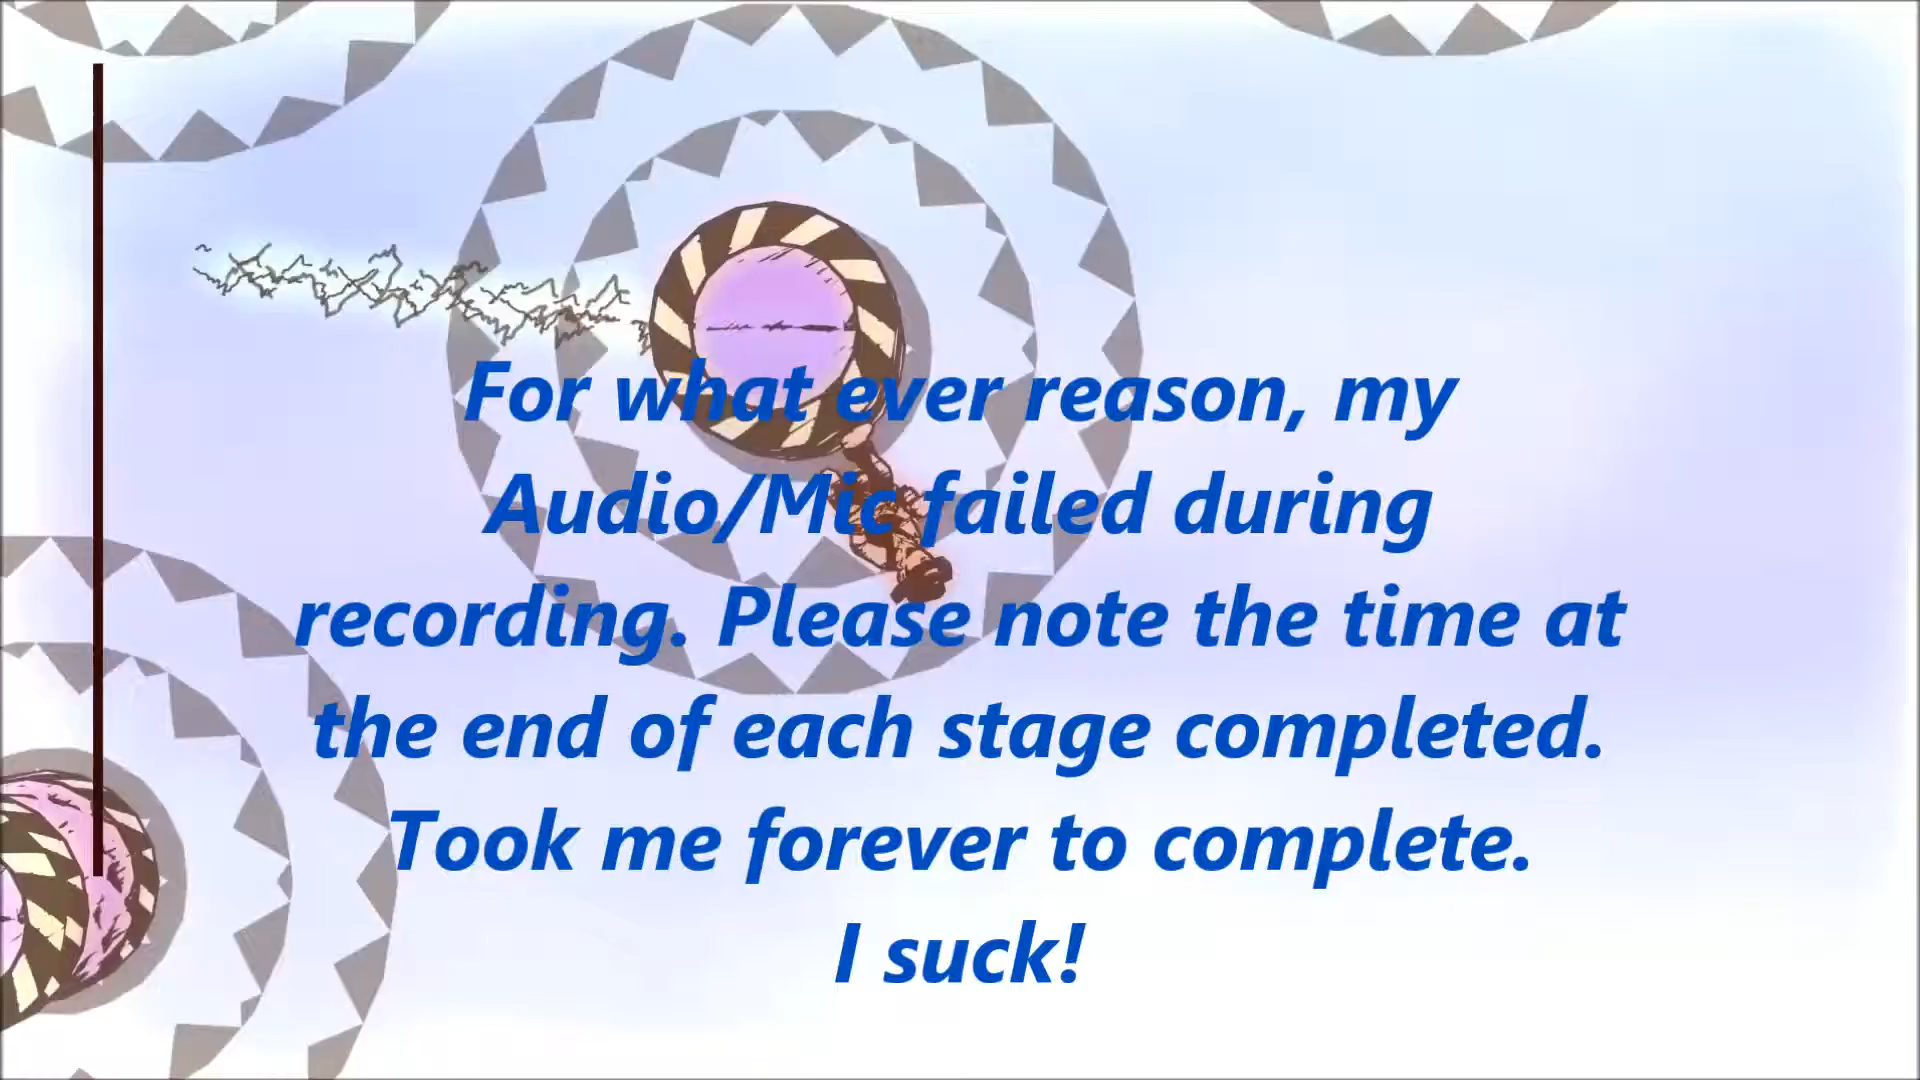 For what ever reason, my
Audio/Mic failed during
recording. Please note the time at
the end of each stage completed.
Took me forever to complete.
I suck!